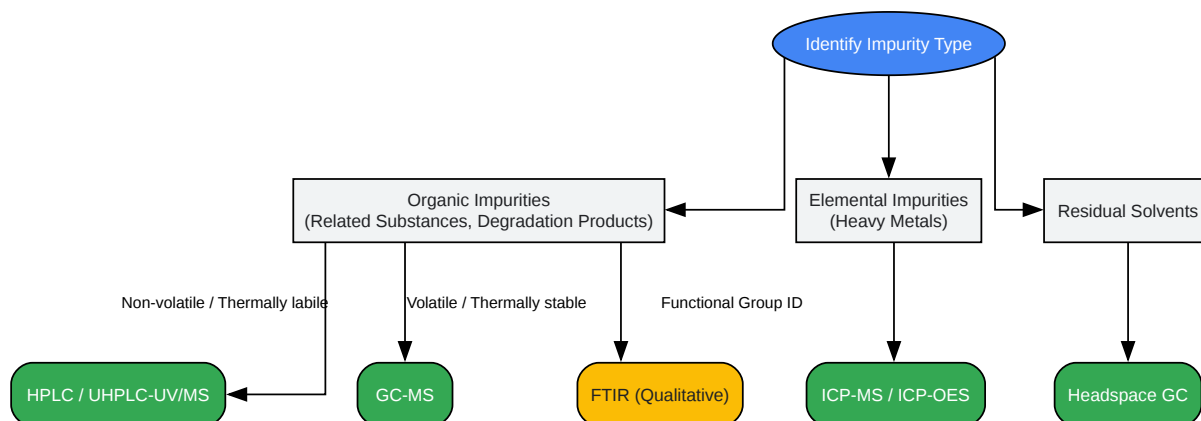 Identify Impurity Type
Organic Impurities
(Related Substances, Degradation Products)
Elemental Impurities
(Heavy Metals)
Residual Solvents
Non-volatile / Thermally labile
Volatile / Thermally stable
Functional Group ID
HPLC / UHPLC-UV/MS
GC-MS
FTIR (Qualitative)
ICP-MS / ICP-OES
Headspace GC